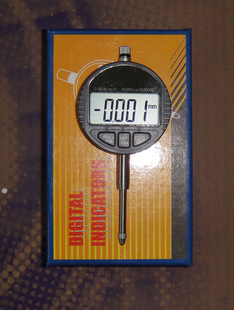 -0.001 mm
DIGITAL
INDICATORS